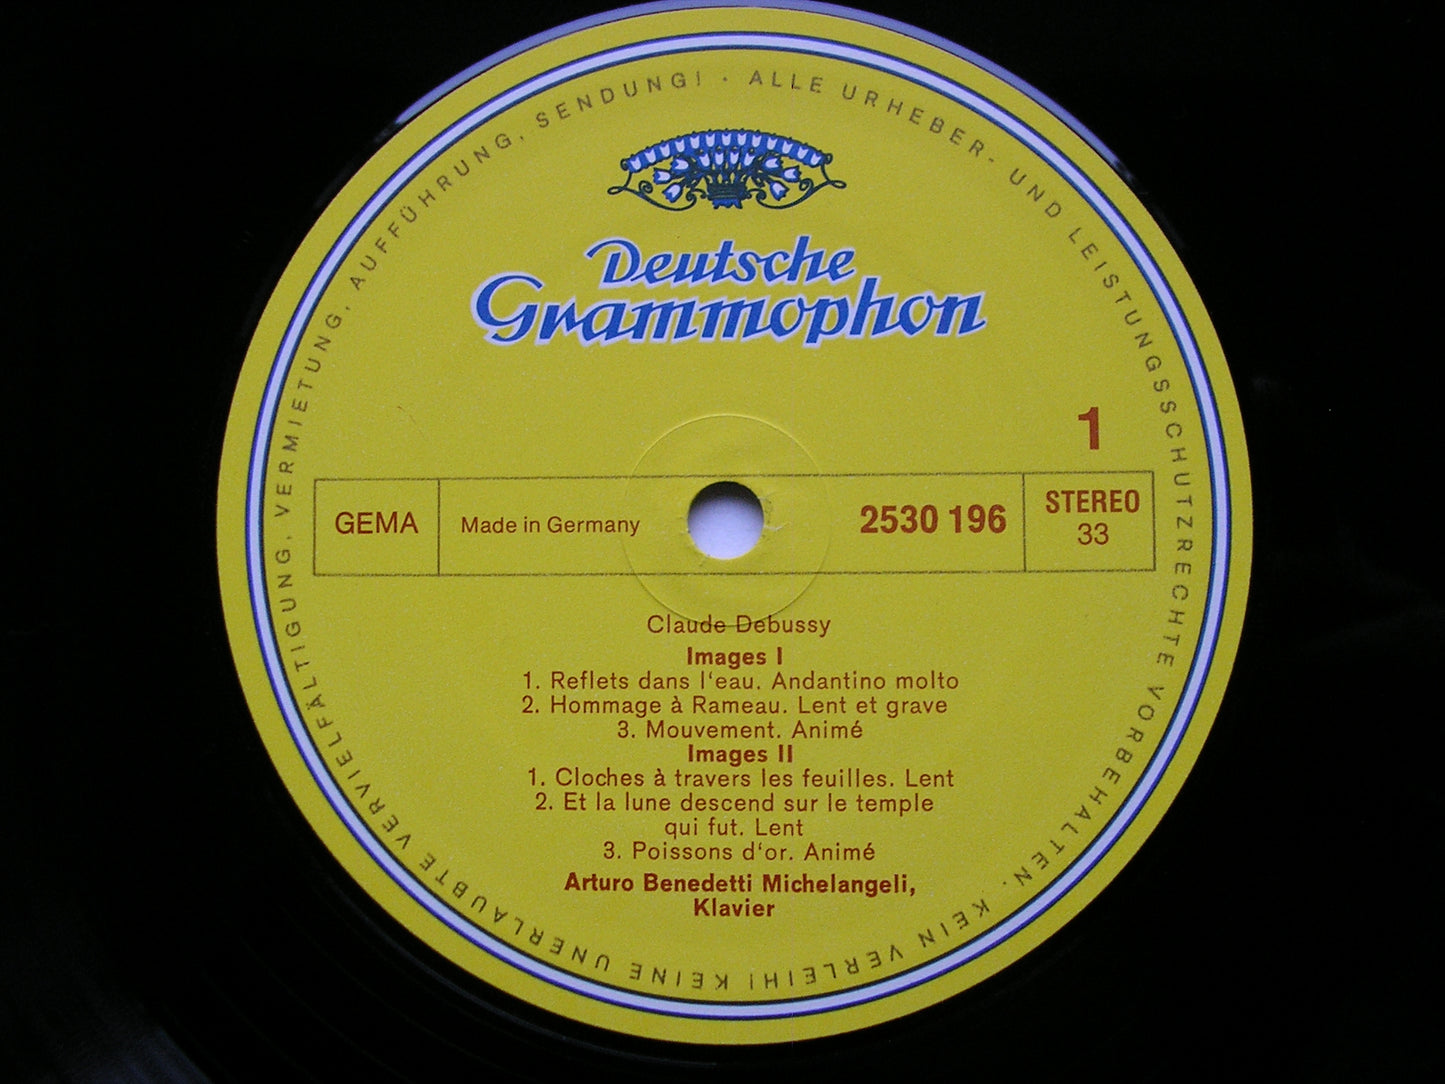 ALLE URHEBER- UND LEISTUNGSSCHUTZRECHTE VORBEHALTEN. KEIN VERLEIH! KEINE UNERLAUBTE VERVIELFÄLTIGUNG, VERMIETUNG, AUFFÜHRUNG, SENDUNG! ·
Deutsche
Grammophon
1
GEMA
Made in Germany
2530 196
STEREO
33
Claude Debussy
Images I
1. Reflets dans l'eau. Andantino molto
2. Hommage à Rameau. Lent et grave
3. Mouvement. Animé
Images II
1. Cloches à travers les feuilles. Lent
2. Et la lune descend sur le temple
qui fut. Lent
3. Poissons d'or. Animé
Arturo Benedetti Michelangeli,
Klavier